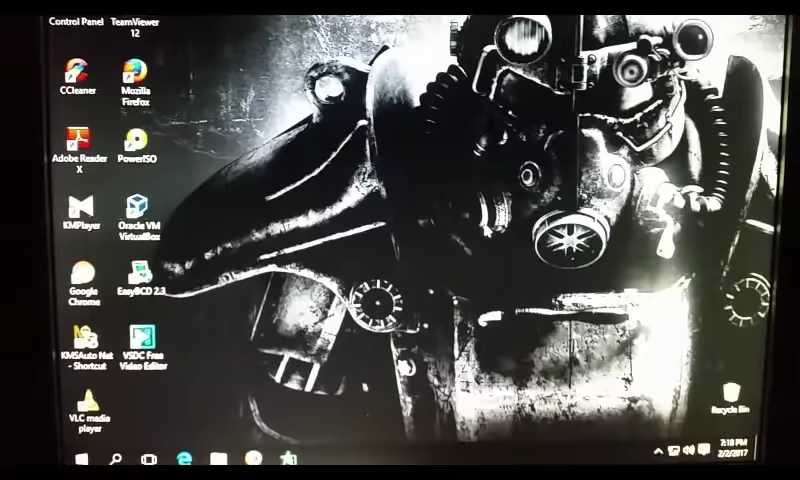 Control Panel
TeamViewer
12
CCleaner
Mozilla
Firefox
Adobe Reader
X
PowerISO
KMPlayer
Oracle VM
VirtualBox
Google
Chrome
EasyBCD 2.3
KMSAuto Net
- Shortcut
VSDC Free
Video Editor
VLC media
player
Recycle Bin
7:18 PM
2/2/2017